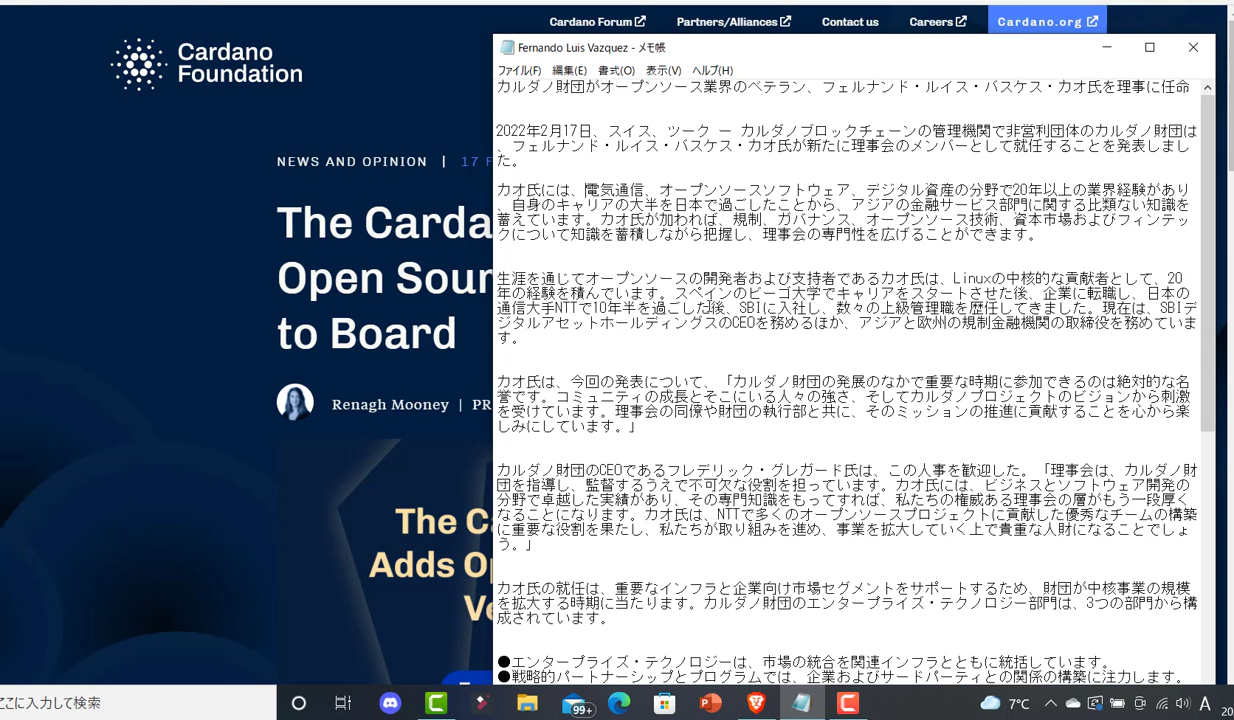 Cardano Forum
Partners/Alliances
Contact us
Careers
Cardano.org
Cardano
Foundation
NEWS AND OPINION | 17 F
The Carda
Open Sour
to Board
Renagh Mooney | PR
The C
Adds Op
Ve
Fernando Luis Vazquez - メモ帳
ファイル(F) 編集(E) 書式(O) 表示(V) ヘルプ(H)
カルダノ財団がオープンソース業界のベテラン、フェルナンド・ルイス・バスケス・カオ氏を理事に任命
2022年2月17日、スイス、ツーク ー カルダノブロックチェーンの管理機関で非営利団体のカルダノ財団は
、フェルナンド・ルイス・バスケス・カオ氏が新たに理事会のメンバーとして就任することを発表しまし
た。
カオ氏には、電気通信、オープンソースソフトウェア、デジタル資産の分野で20年以上の業界経験があり
、自身のキャリアの大半を日本で過ごしたことから、アジアの金融サービス部門に関する比類ない知識を
蓄えています。カオ氏が加われば、規制、ガバナンス、オープンソース技術、資本市場およびフィンテッ
クについて知識を蓄積しながら把握し、理事会の専門性を広げることができます。
生涯を通じてオープンソースの開発者および支持者であるカオ氏は、Linuxの中核的な貢献者として、20
年の経験を積んでいます。スペインのビーゴ大学でキャリアをスタートさせた後、企業に転職し、日本の
通信大手NTTで10年半を過ごした後、SBIに入社し、数々の上級管理職を歴任してきました。現在は、SBIデ
ジタルアセットホールディングスのCEOを務めるほか、アジアと欧州の規制金融機関の取締役を務めていま
す。
カオ氏は、今回の発表について、「カルダノ財団の発展のなかで重要な時期に参加できるのは絶対的な名
誉です。コミュニティの成長とそこにいる人々の強さ、そしてカルダノプロジェクトのビジョンから刺激
を受けています。理事会の同僚や財団の執行部と共に、そのミッションの推進に貢献することを心から楽
しみにしています。」
カルダノ財団のCEOであるフレデリック・グレガード氏は、この人事を歓迎した。「理事会は、カルダノ財
団を指導し、監督するうえで不可欠な役割を担っています。カオ氏には、ビジネスとソフトウェア開発の
分野で卓越した実績があり、その専門知識をもってすれば、私たちの権威ある理事会の層がもう一段厚く
なることになります。カオ氏は、NTTで多くのオープンソースプロジェクトに貢献した優秀なチームの構築
に重要な役割を果たし、私たちが取り組みを進め、事業を拡大していく上で貴重な人財になることでしょ
う。」
カオ氏の就任は、重要なインフラと企業向け市場セグメントをサポートするため、財団が中核事業の規模
を拡大する時期に当たります。カルダノ財団のエンタープライズ・テクノロジー部門は、3つの部門から構
成されています。
●エンタープライズ・テクノロジーは、市場の統合を関連インフラとともに統括しています。
●戦略的パートナーシップとプログラムでは、企業およびサードパーティとの関係の構築に注力します。
ここに入力して検索
99+
7℃
A
20